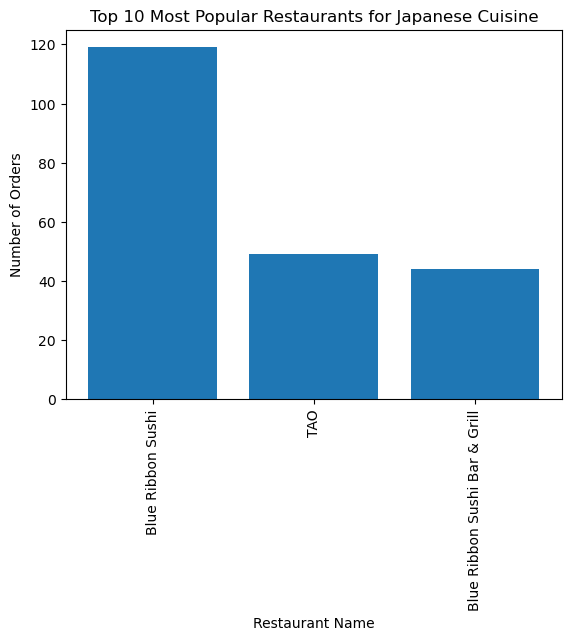 Top 10 Most Popular Restaurants for Japanese Cuisine
Number of Orders
120
100
80
60
40
20
0
Blue Ribbon Sushi
TAO
Blue Ribbon Sushi Bar & Grill
Restaurant Name